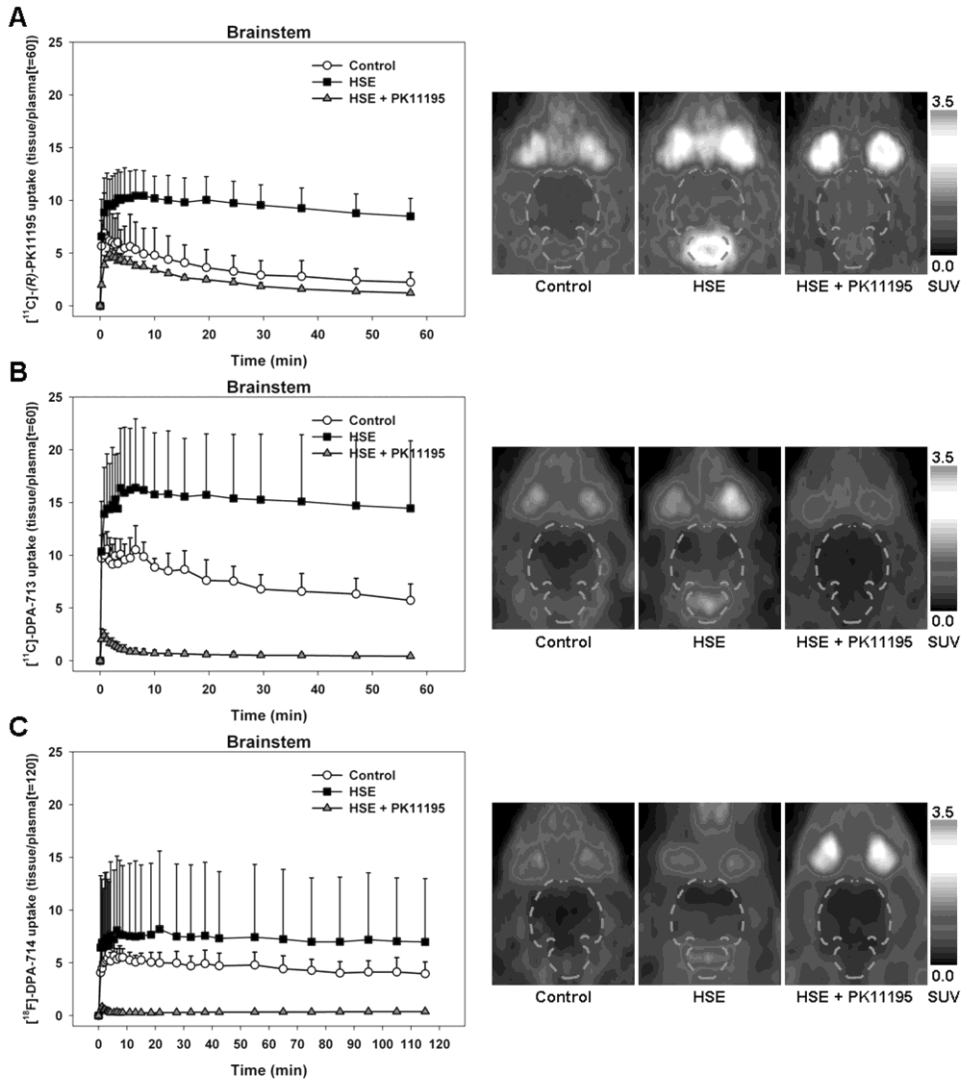 A
Brainstem
[¹¹C]-(R)-PK11195 uptake (tissue/plasma[t=60])
25
20
15
10
5
0
Control
HSE
HSE + PK11195
0 10 20 30 40 50 60
Time (min)
3.5
0.0
Control HSE HSE + PK11195 SUV
B
Brainstem
[¹¹C]-DPA-713 uptake (tissue/plasma[t=60])
25
20
15
10
5
0
Control
HSE
HSE + PK11195
0 10 20 30 40 50 60
Time (min)
3.5
0.0
Control HSE HSE + PK11195 SUV
C
Brainstem
[¹⁸F]-DPA-714 uptake (tissue/plasma[t=120])
25
20
15
10
5
0
Control
HSE
HSE + PK11195
0 10 20 30 40 50 60 70 80 90 100 110 120
Time (min)
3.5
0.0
Control HSE HSE + PK11195 SUV